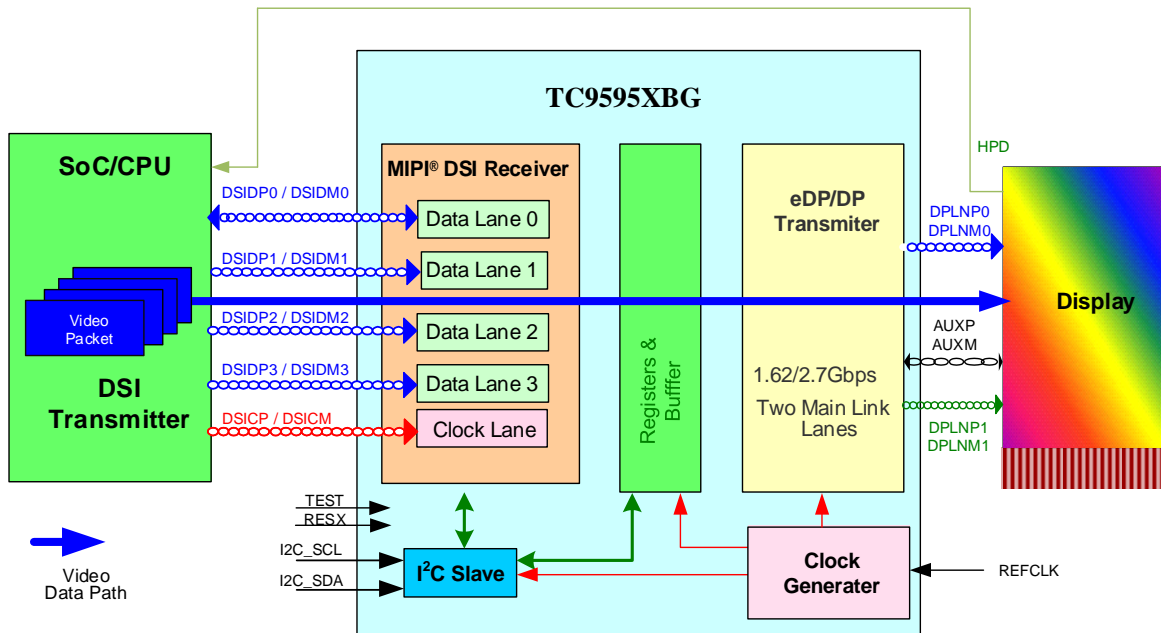 TC9595XBG
HPD
SoC/CPU
DSI
Transmitter
Video
Packet
DSIDP0 / DSIDM0
DSIDP1 / DSIDM1
DSIDP2 / DSIDM2
DSIDP3 / DSIDM3
DSICP / DSICM
MIPI® DSI Receiver
Data Lane 0
Data Lane 1
Data Lane 2
Data Lane 3
Clock Lane
Registers &
Bufffer
eDP/DP
Transmiter
1.62/2.7Gbps
Two Main Link
Lanes
DPLNP0
DPLNM0
AUXP
AUXM
DPLNP1
DPLNM1
Display
TEST
RESX
I2C_SCL
I2C_SDA
I²C Slave
Clock
Generater
REFCLK
Video
Data Path